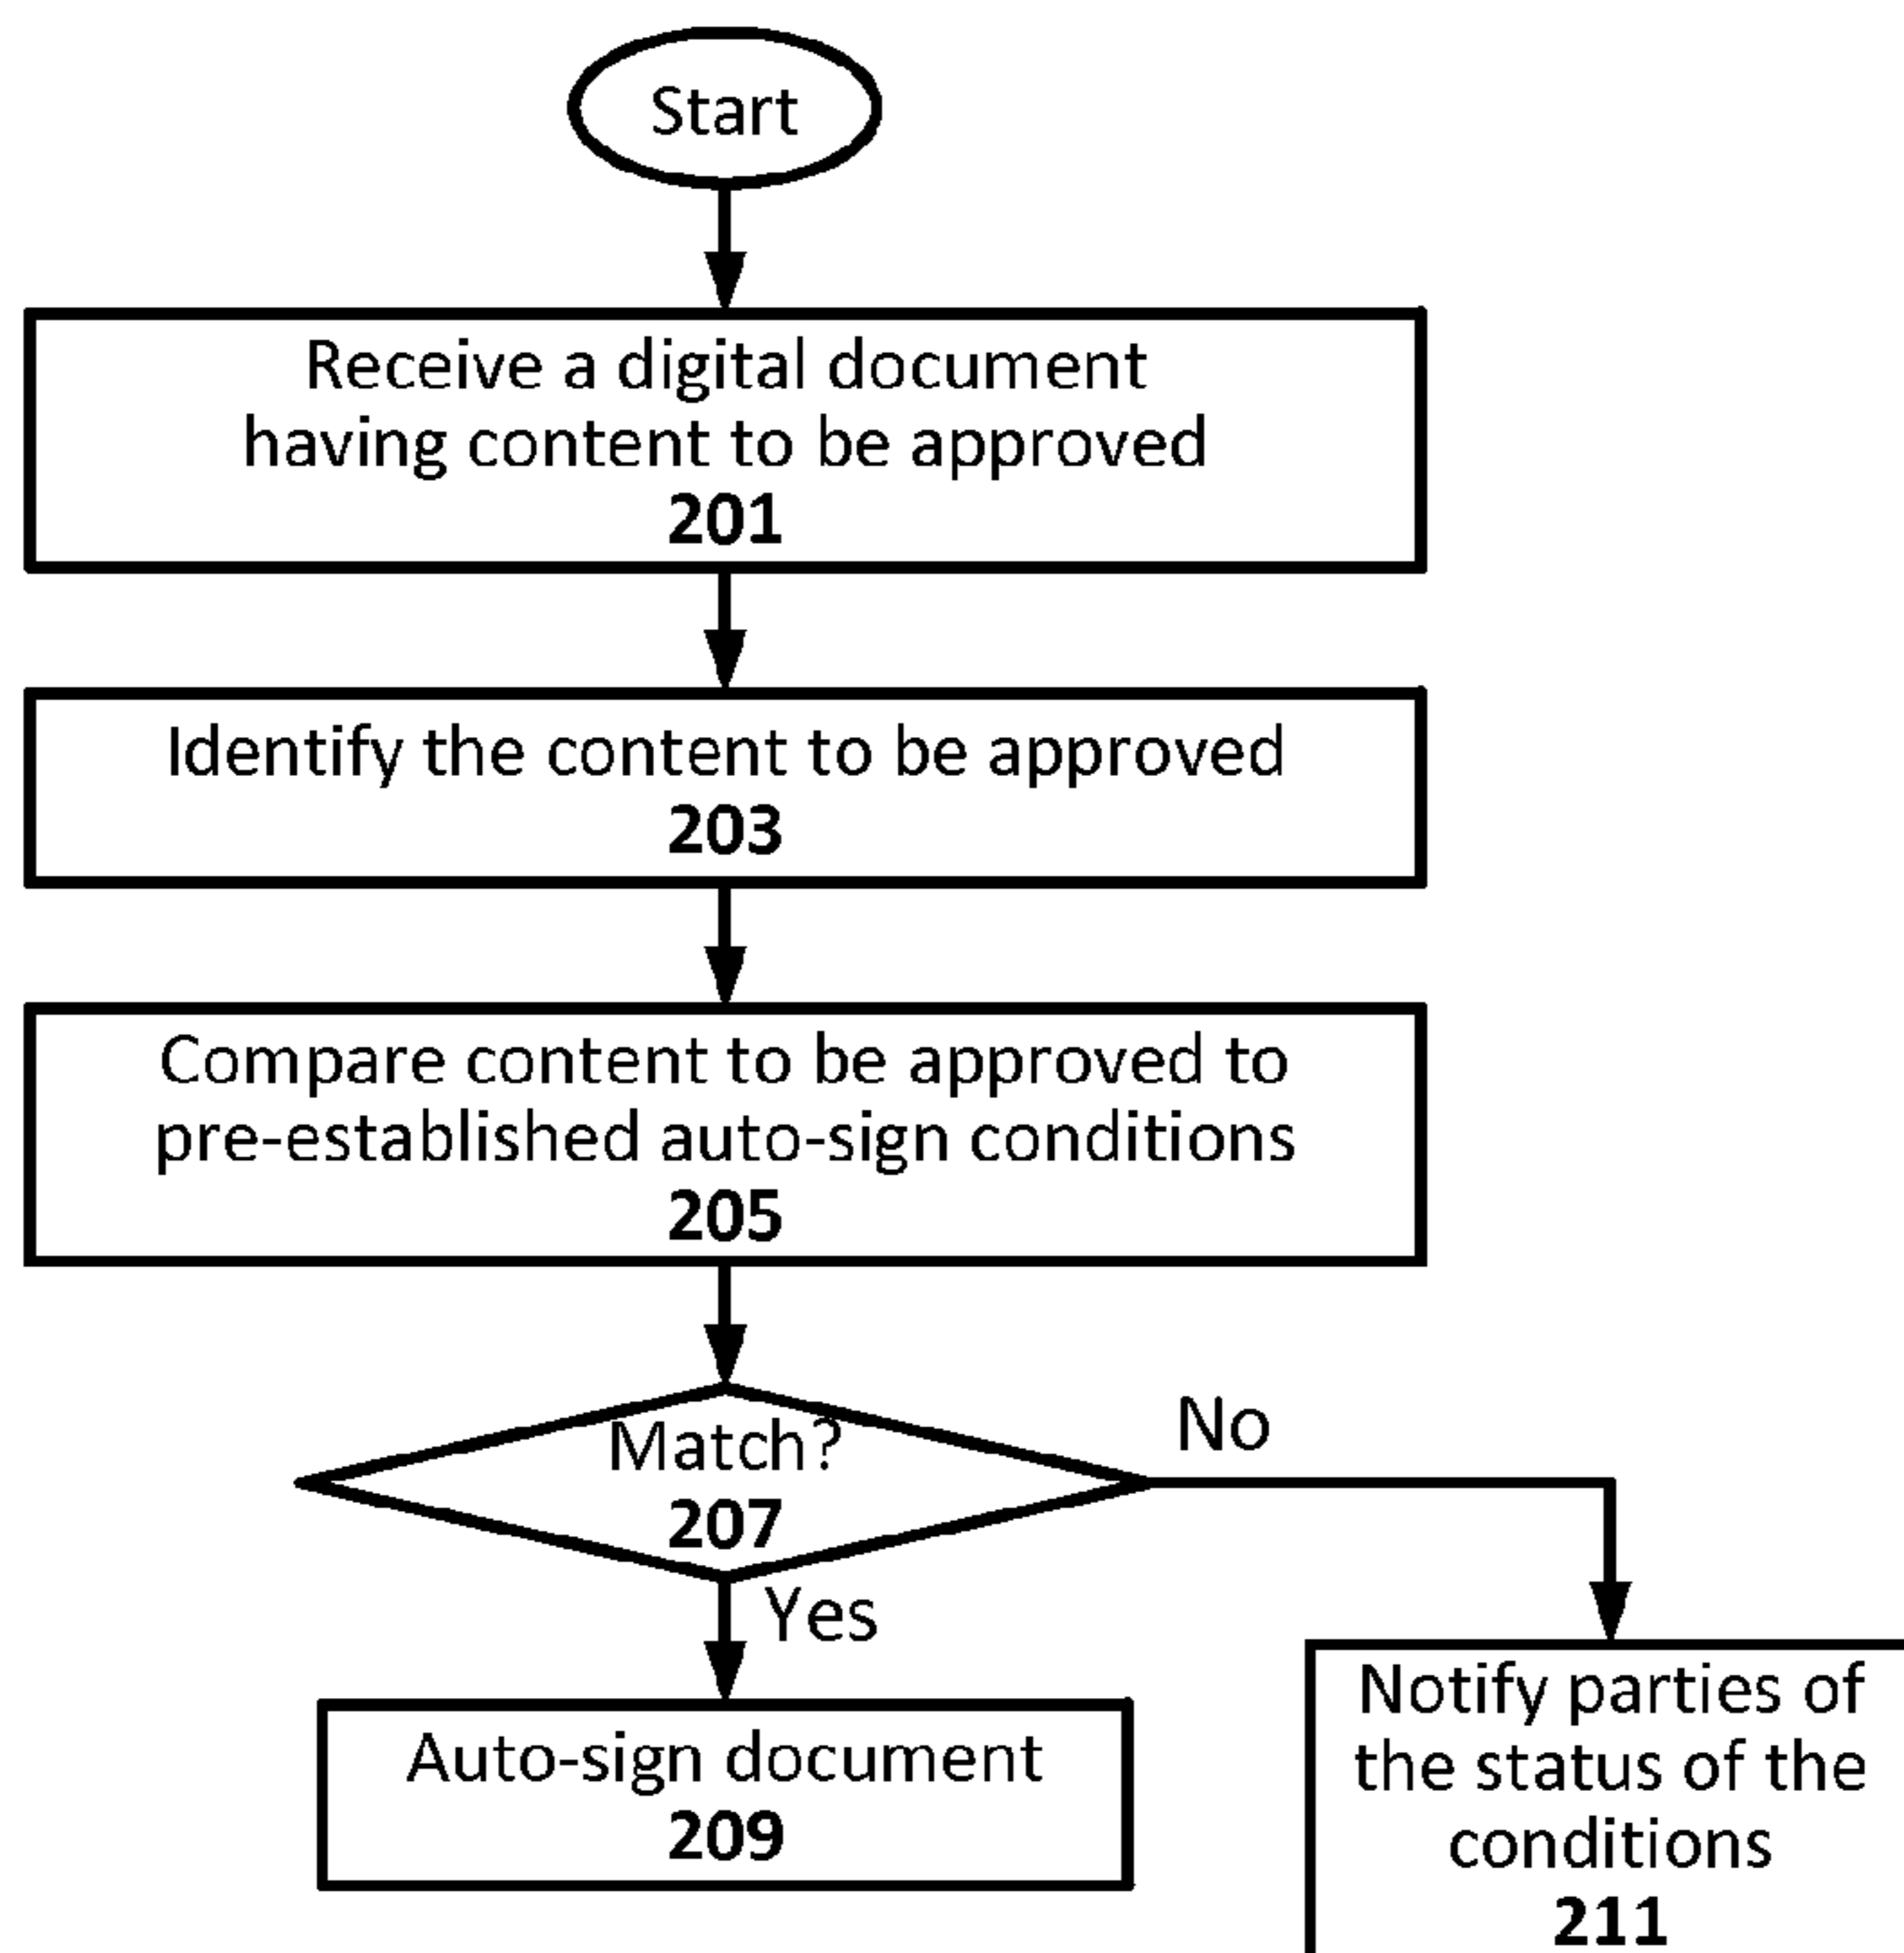 Start
Receive a digital document
having content to be approved
201
Identify the content to be approved
203
Compare content to be approved to
pre-established auto-sign conditions
205
Match?
207
No
Yes
Auto-sign document
209
Notify parties of
the status of the
conditions
211